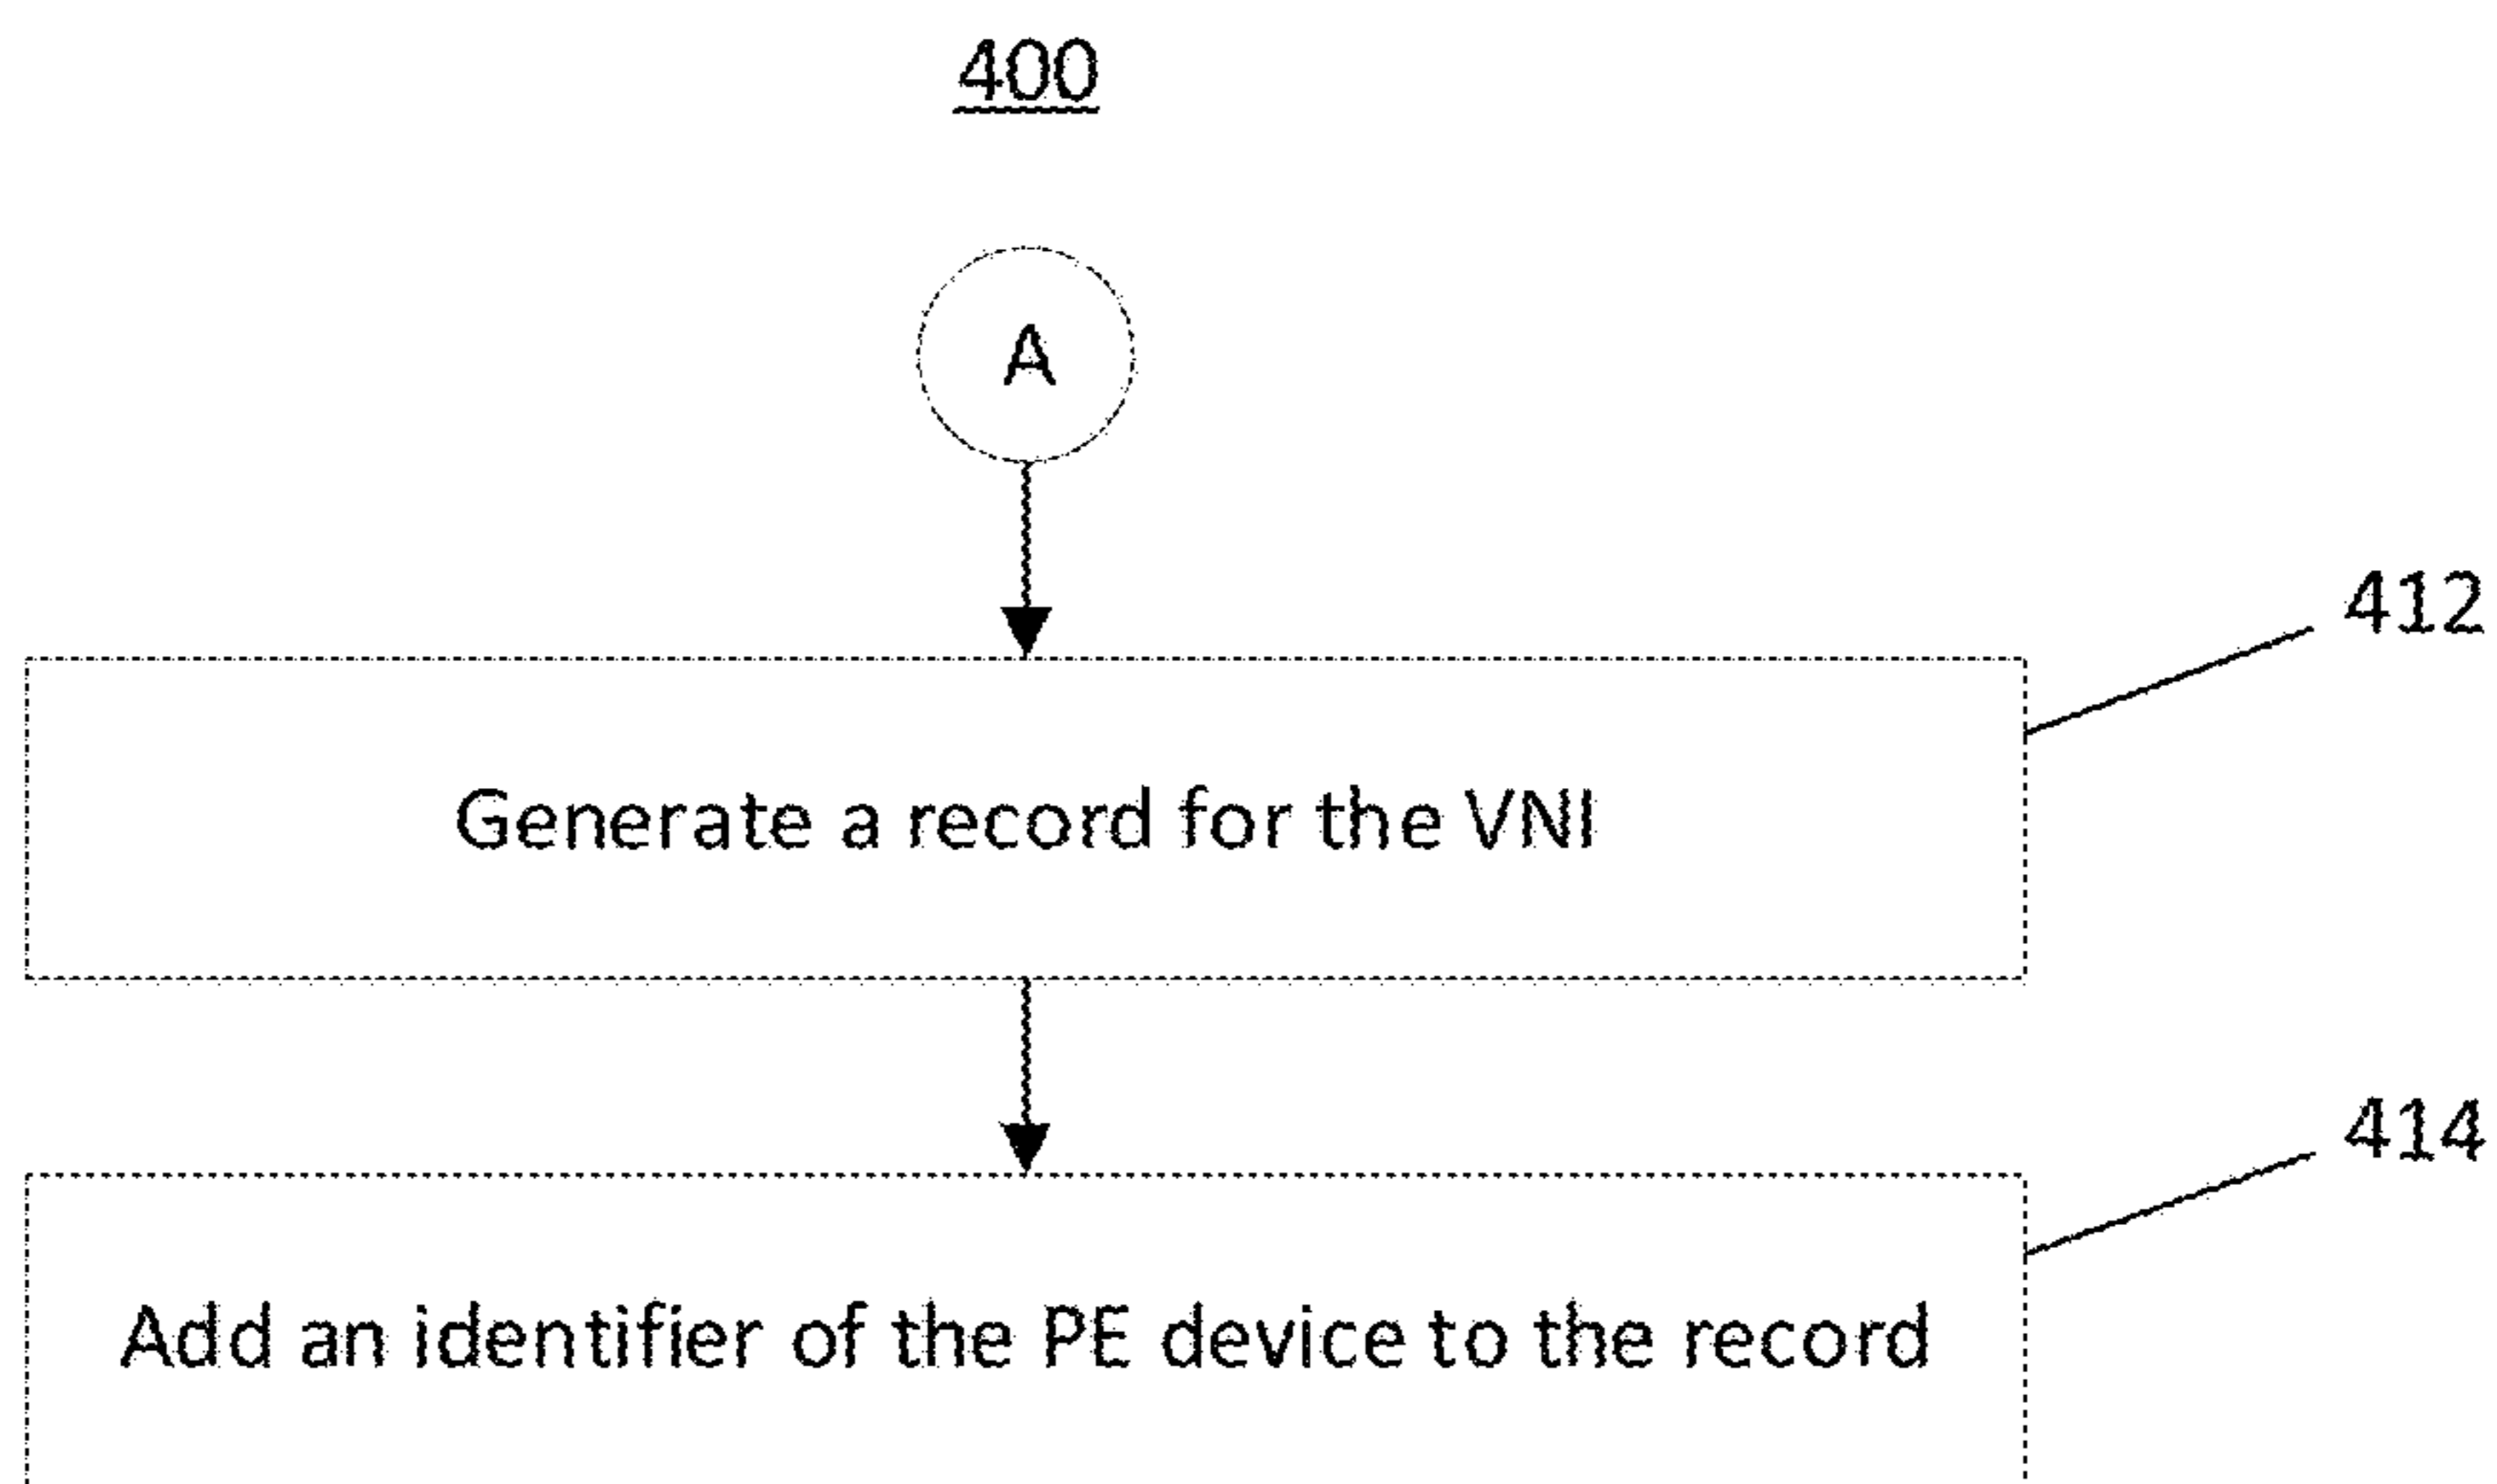 400
A
412
Generate a record for the VNI
414
Add an identifier of the PE device to the record